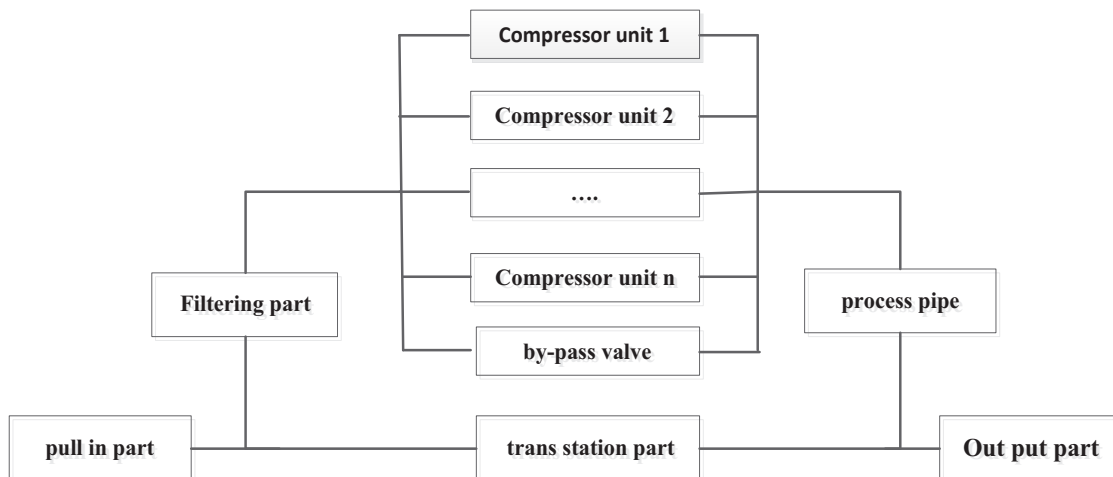 Compressor unit 1
Compressor unit 2
....
Compressor unit n
Filtering part
process pipe
by-pass valve
pull in part
trans station part
Out put part